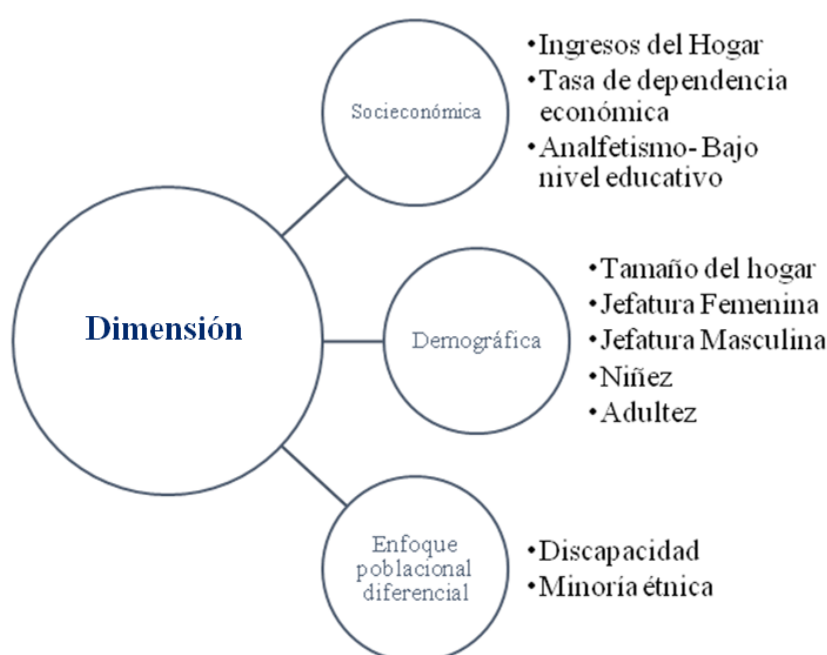 Dimensión
Socieconómica
•Ingresos del Hogar
•Tasa de dependencia
económica
•Analfetismo- Bajo
nivel educativo
Demográfica
•Tamaño del hogar
•Jefatura Femenina
•Jefatura Masculina
•Niñez
•Adultez
Enfoque
poblacional
diferencial
•Discapacidad
•Minoría étnica